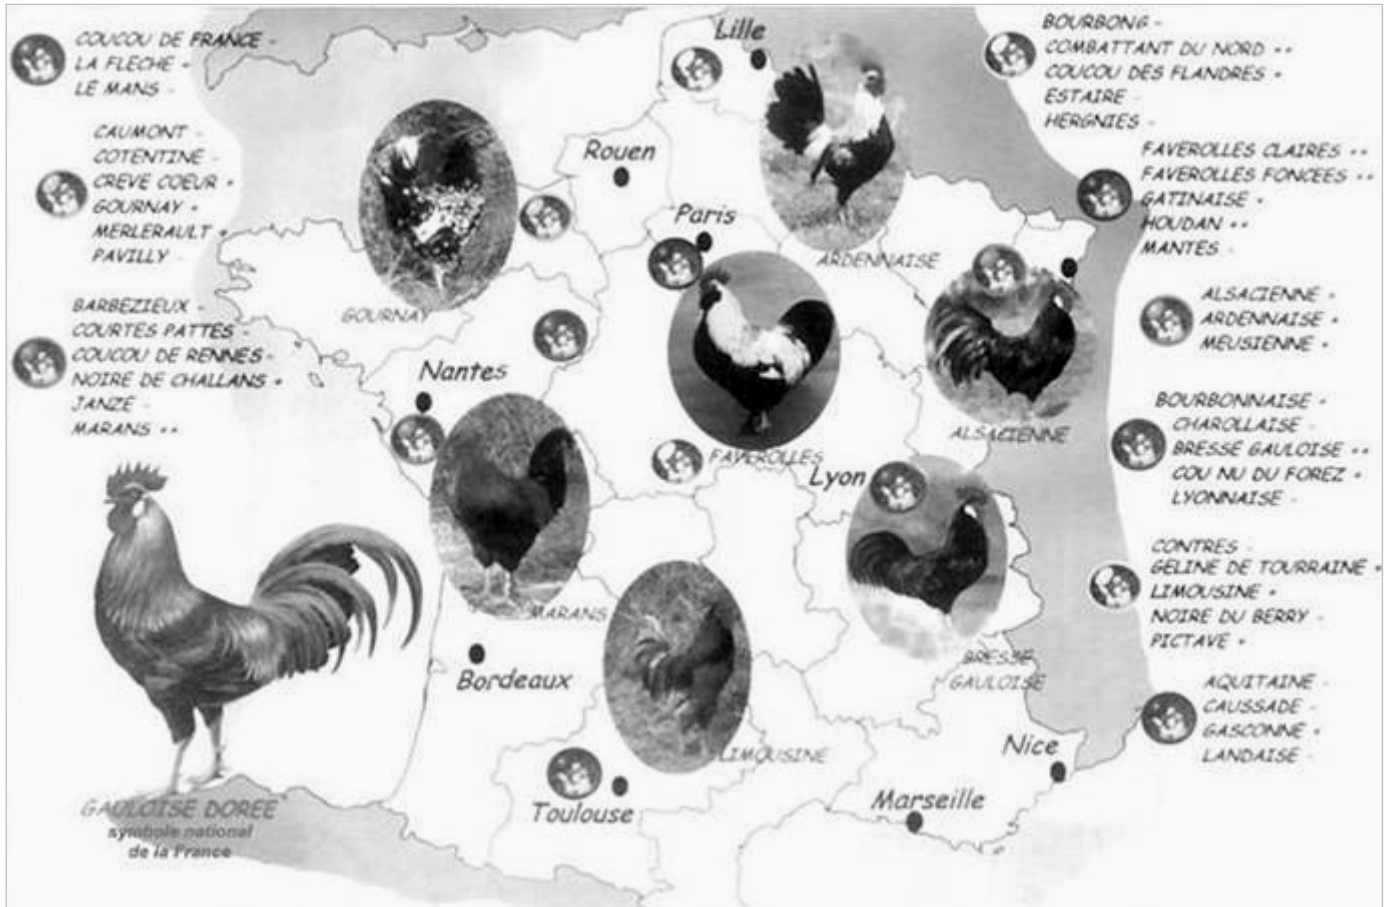 COUCOU DE FRANCE -
LA FLECHE +
LE MANS -
CAUMONT -
COTENTINE -
CREVE COEUR +
GOURNAY +
MERLERAULT +
PAVILLY -
BARBEZIEUX -
COURTES PATTES -
COUCOU DE RENNES -
NOIRE DE CHALLANS +
JANZE -
MARANS ++
GAULOISE DOREE
symbole national
de la France
Lille
Rouen
Paris
ARDENNAISE
GOURNAY
Nantes
ALSACIENNE
FAVEROLLES
Lyon
MARANS
BRESSE
GAULOISE
Bordeaux
LIMOUSINE
Nice
Toulouse
Marseille
BOURBONG -
COMBATTANT DU NORD ++
COUCOU DES FLANDRES +
ESTAIRE -
HERGNIES -
FAVEROLLES CLAIRES ++
FAVEROLLES FONCEES ++
GATINAISE +
HOUDAN ++
MANTES -
ALSACIENNE +
ARDENNAISE +
MEUSIENNE +
BOURBONNAISE +
CHAROLLAISE -
BRESSE GAULOISE ++
COU NU DU FOREZ +
LYONNAISE -
CONTRES -
GELINE DE TOURRAINE +
LIMOUSINE +
NOIRE DU BERRY -
PICTAVE +
AQUITAINE -
CAUSSADE -
GASCONNE +
LANDAISE -